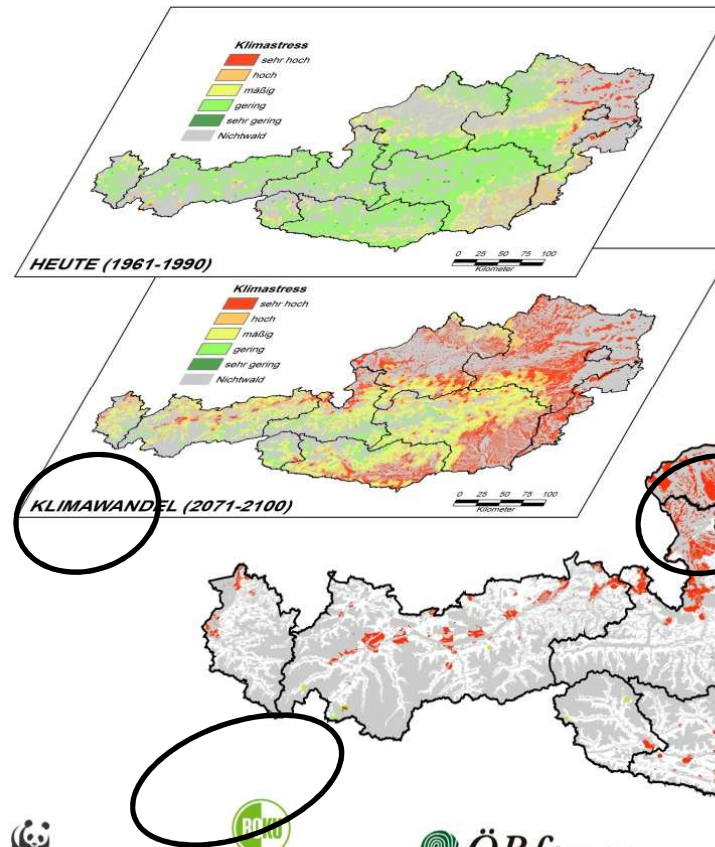 Klimastress
sehr hoch
hoch
mäßig
gering
sehr gering
Nichtwald
0 25 50 75 100
Kilometer
HEUTE (1961-1990)
Klimastress
sehr hoch
hoch
mäßig
gering
sehr gering
Nichtwald
0 25 50 75 100
Kilometer
KLIMAWANDEL (2071-2100)
BOKU